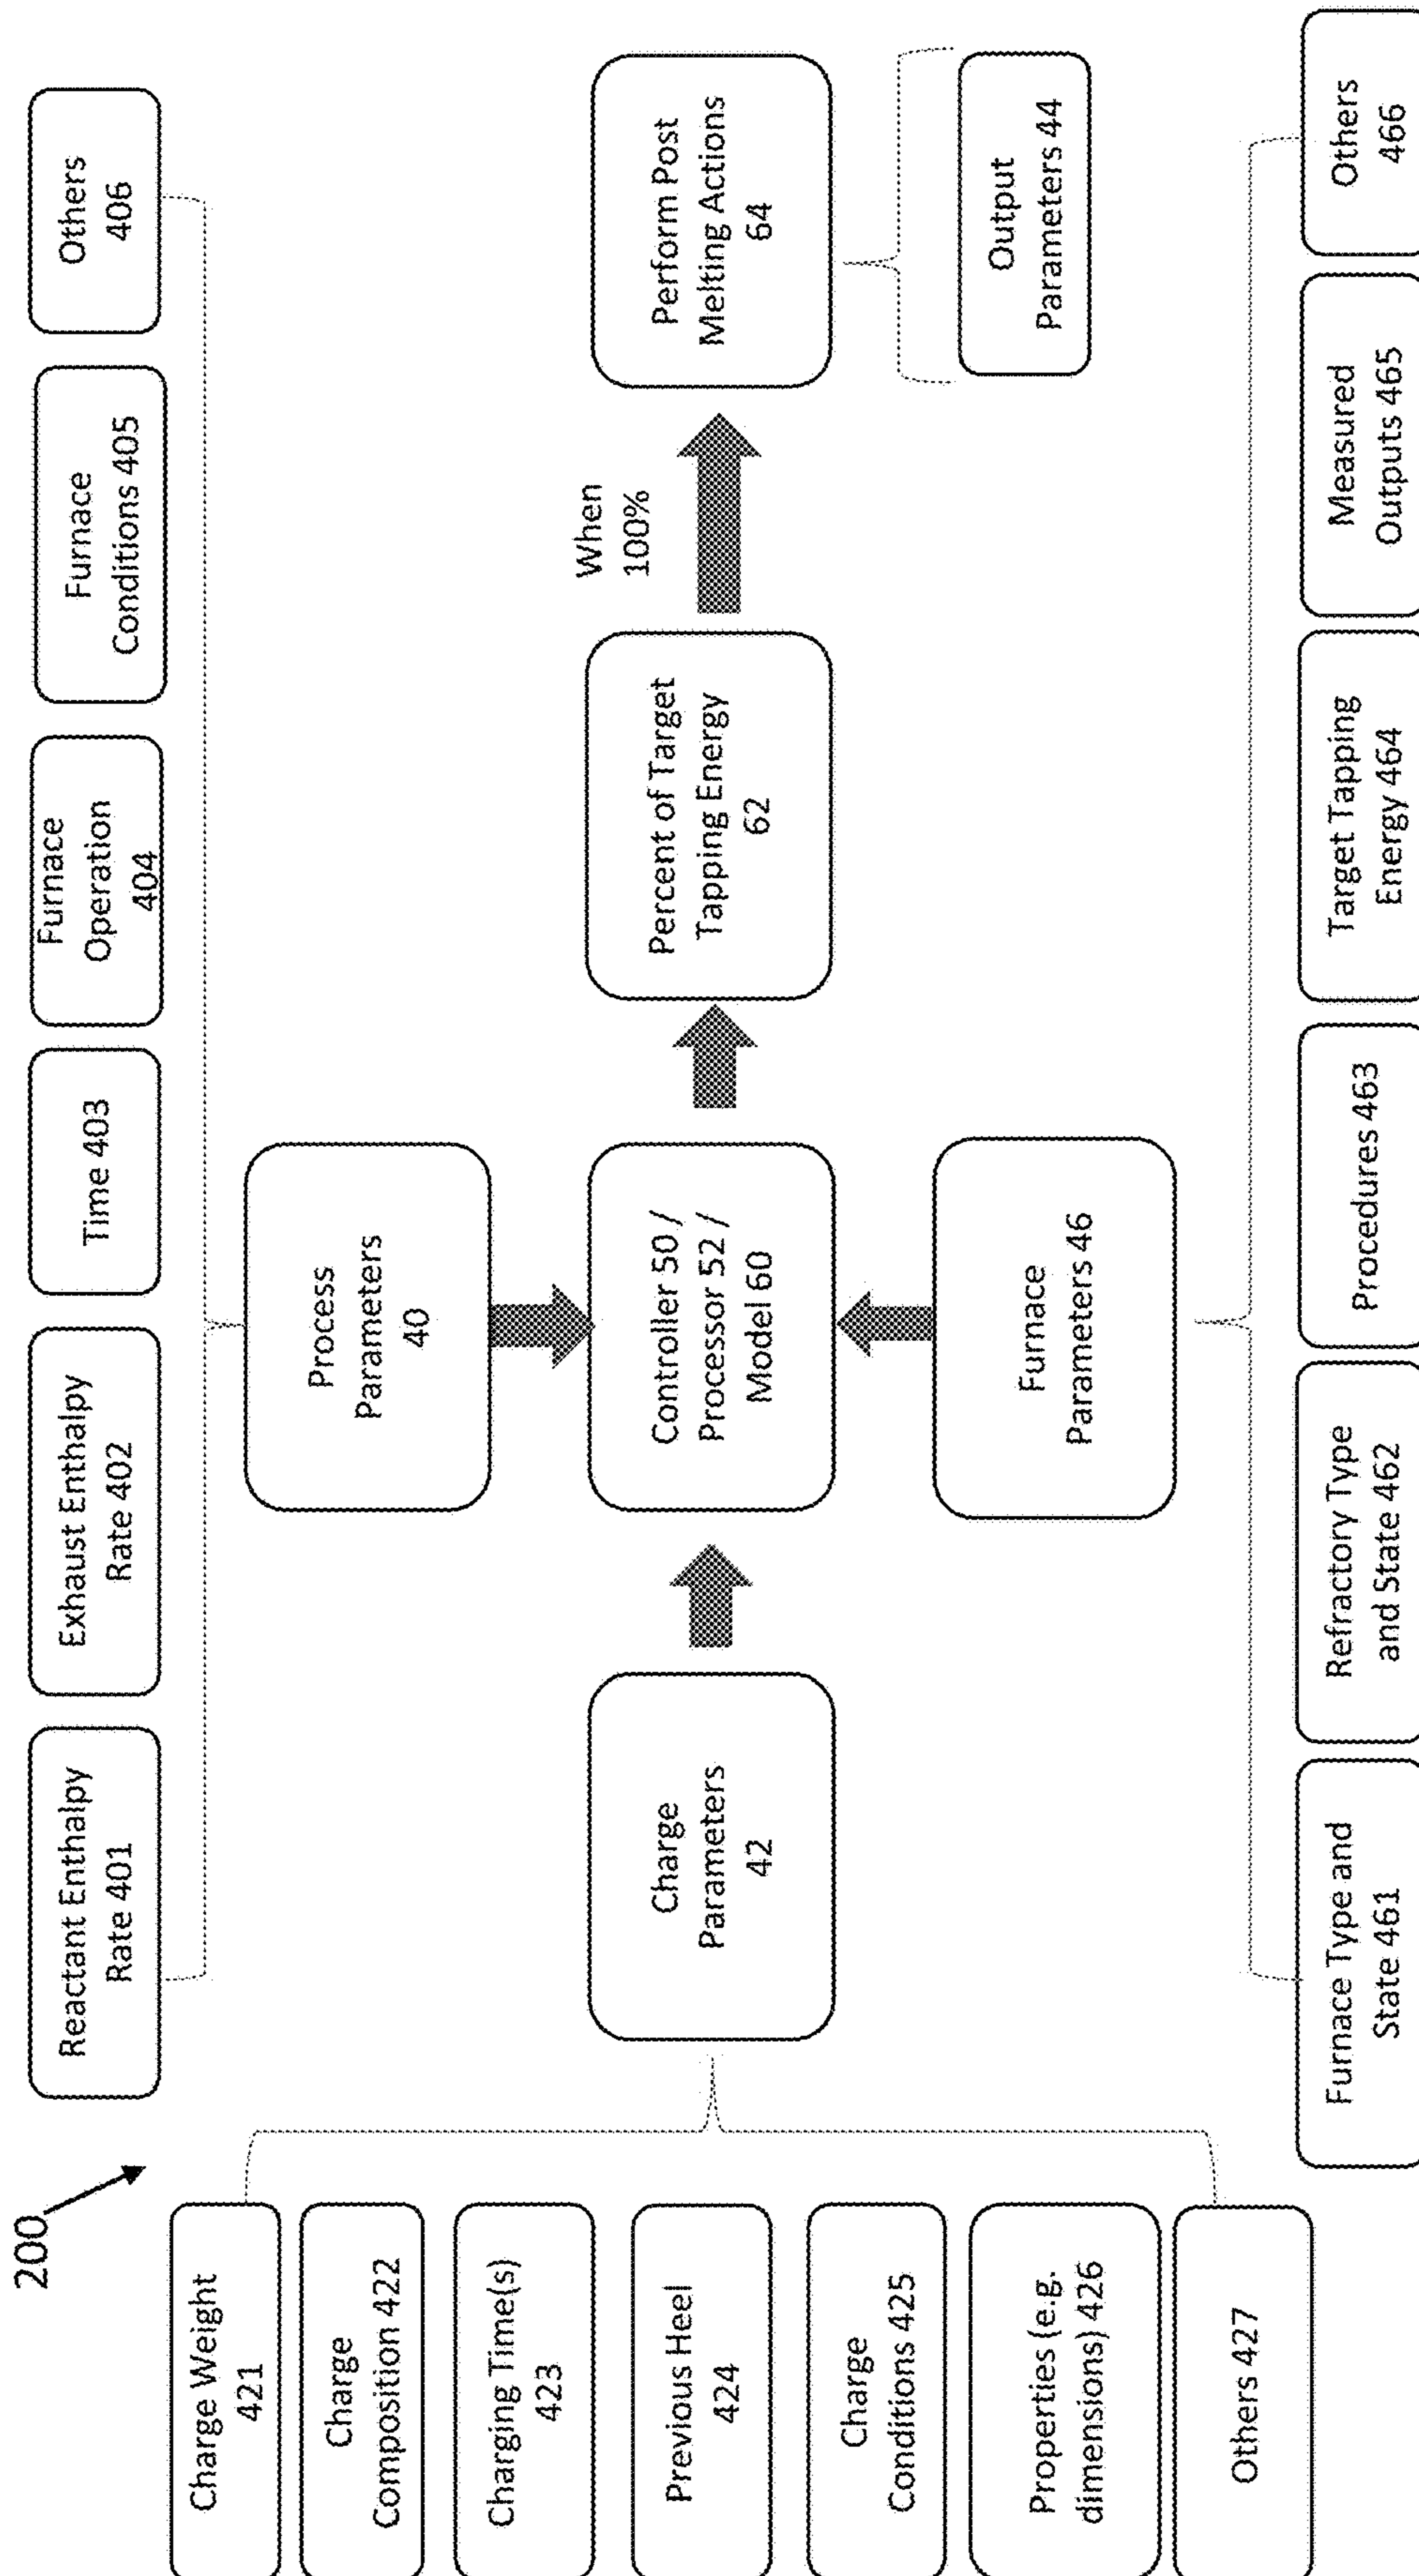 200
Reactant Enthalpy
Rate 401
Exhaust Enthalpy
Rate 402
Time 403
Furnace
Operation
404
Furnace
Conditions 405
Others
406
Charge Weight
421
Charge
Composition 422
Charging Time(s)
423
Previous Heel
424
Charge
Conditions 425
Properties (e.g.
dimensions) 426
Others 427
Process
Parameters
40
Charge
Parameters
42
Controller 50 /
Processor 52 /
Model 60
Percent of Target
Tapping Energy
62
When
100%
Perform Post
Melting Actions
64
Output
Parameters 44
Furnace
Parameters 46
Furnace Type and
State 461
Refractory Type
and State 462
Procedures 463
Target Tapping
Energy 464
Measured
Outputs 465
Others
466